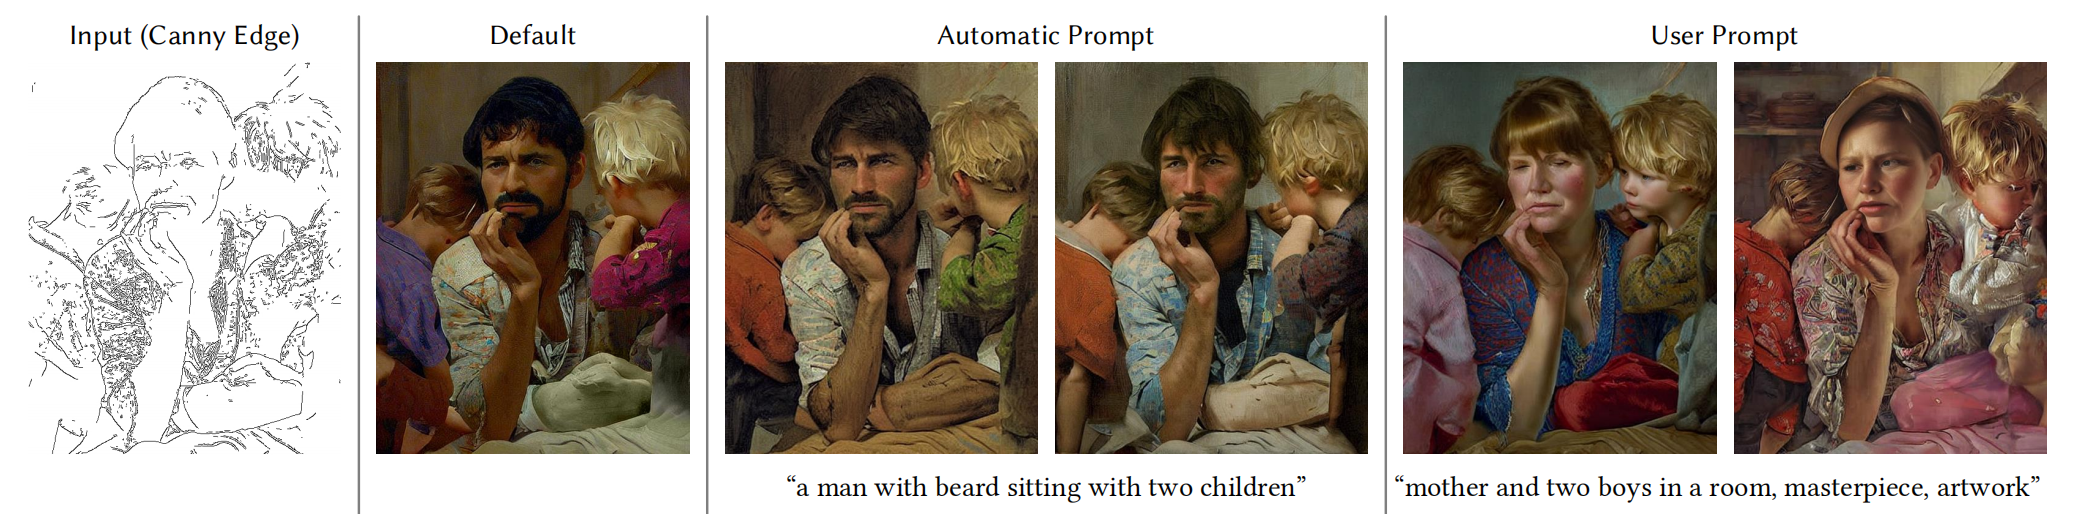 Input (Canny Edge)
Default
Automatic Prompt
User Prompt
“a man with beard sitting with two children”
“mother and two boys in a room, masterpiece, artwork”